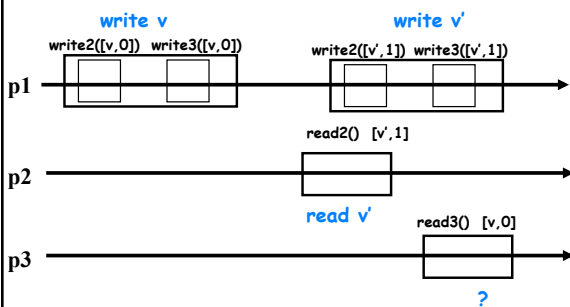 write v write v’
write2([v,0]) write3([v,0]) write2([v’,1]) write3([v’,1])
p1
read2() [v’,1]
p2
read v’
read3() [v,0]
p3
?